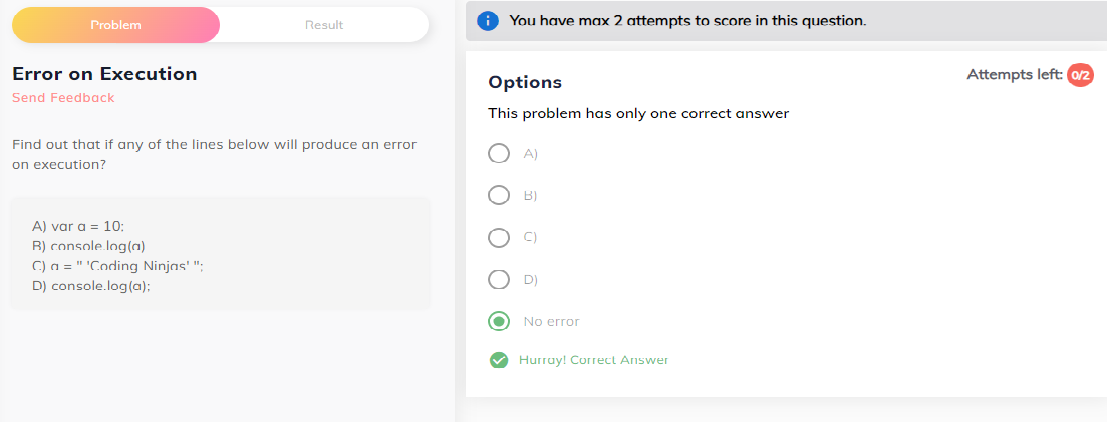 Problem
Result
Error on Execution
Send Feedback
Find out that if any of the lines below will produce an error
on execution?
A) var a = 10;
B) console.log(a)
C) a = " 'Coding Ninjas' ";
D) console.log(a);
You have max 2 attempts to score in this question.
Options
Attempts left: 0/2
This problem has only one correct answer
A)
B)
C)
D)
No error
Hurray! Correct Answer